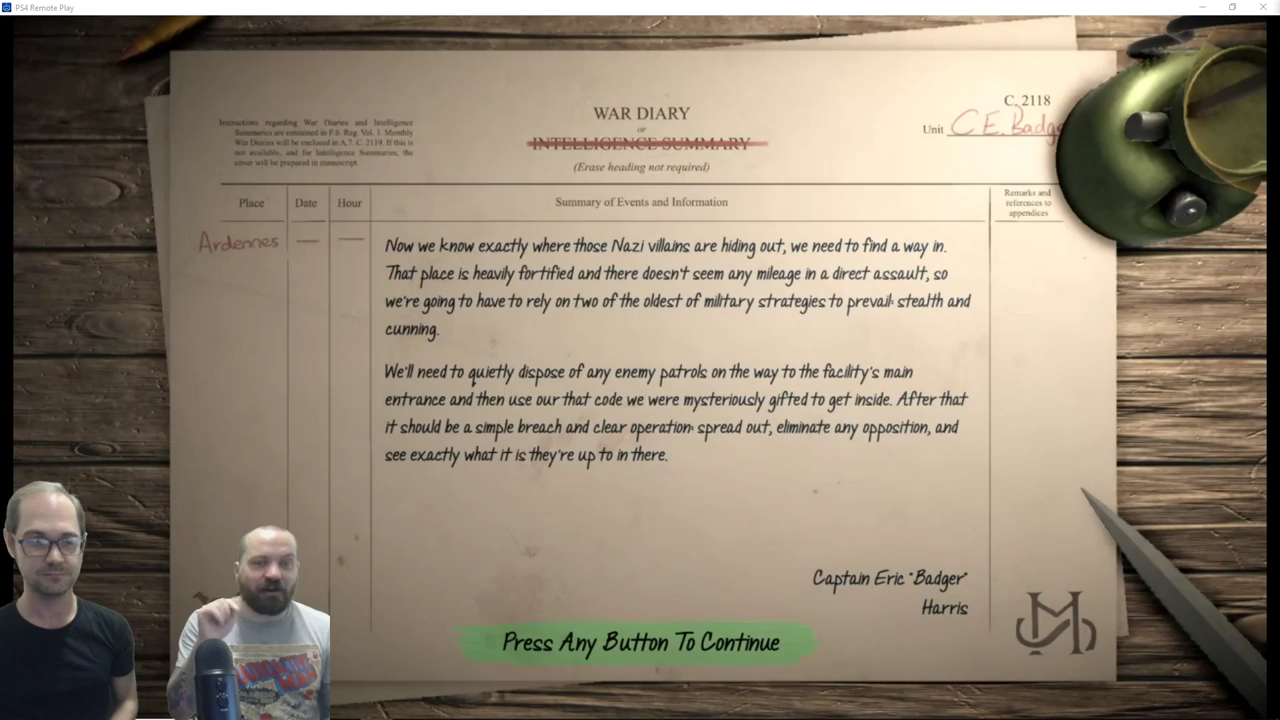 PS4 Remote Play
Instructions regarding War Diaries and Intelligence
Summaries are contained in F.S. Reg. Vol. 1. Monthly
War Diaries will be enclosed in A.7. C. 2119. If this is
not available, and for Intelligence Summaries, the
cover will be prepared in manuscript.
WAR DIARY
or
INTELLIGENCE SUMMARY
(Erase heading not required)
C. 2118
Unit C.E. Badge
Place
Date
Hour
Summary of Events and Information
Remarks and
references to
appendices
Ardennes — —
Now we know exactly where those Nazi villains are hiding out, we need to find a way in.
That place is heavily fortified and there doesn't seem any mileage in a direct assault, so
we're going to have to rely on two of the oldest of military strategies to prevail: stealth and
cunning.
We'll need to quietly dispose of any enemy patrols on the way to the facility's main
entrance and then use our that code we were mysteriously gifted to get inside. After that
it should be a simple breach and clear operation: spread out, eliminate any opposition, and
see exactly what it is they're up to in there.
Captain Eric "Badger"
Harris
Press Any Button To Continue